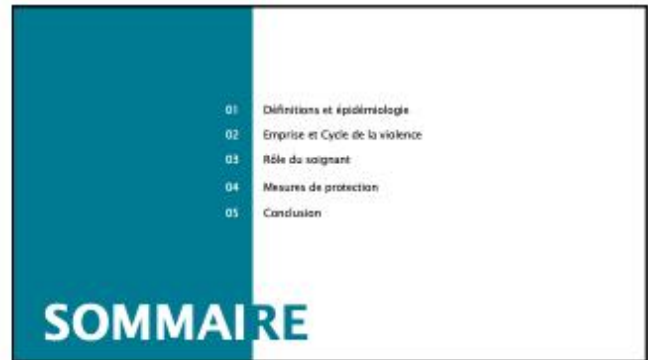 01 Définitions et épidémiologie
02 Emprise et Cycle de la violence
03 Rôle du soignant
04 Mesures de protection
05 Conclusion
SOMMAIRE